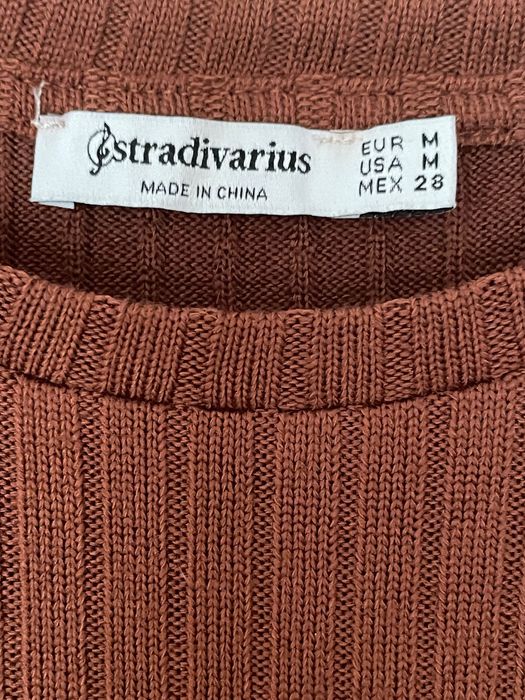 stradivarius
MADE IN CHINA
EUR M
USA M
MEX 28